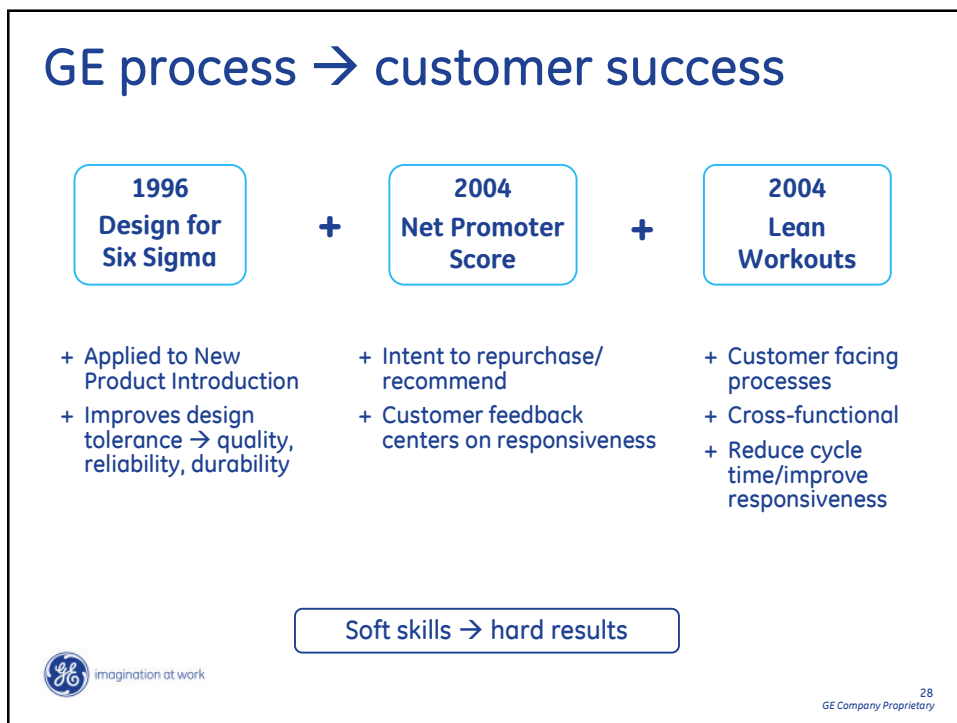 GE process → customer success
1996
Design for
Six Sigma
+
2004
Net Promoter
Score
+
2004
Lean
Workouts
+ Applied to New
Product Introduction
+ Improves design
tolerance → quality,
reliability, durability
+ Intent to repurchase/
recommend
+ Customer feedback
centers on responsiveness
+ Customer facing
processes
+ Cross-functional
+ Reduce cycle
time/improve
responsiveness
Soft skills → hard results
GE imagination at work
28
GE Company Proprietary